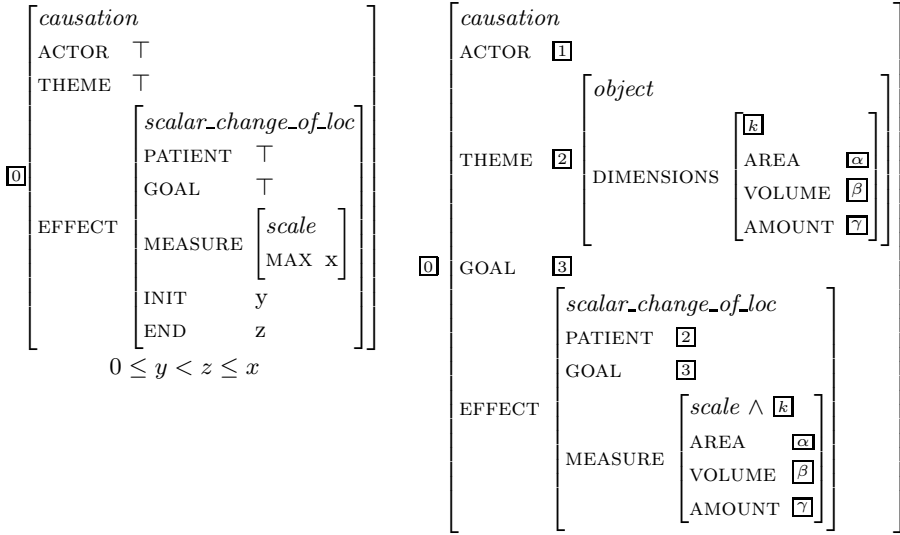 0
causation
ACTOR ⊤
THEME ⊤
EFFECT
scalar_change_of_loc
PATIENT ⊤
GOAL ⊤
MEASURE
scale
MAX x
INIT y
END z
0 ≤ y < z ≤ x
0
causation
ACTOR 1
THEME 2
object
DIMENSIONS
k
AREA α
VOLUME β
AMOUNT γ
GOAL 3
EFFECT
scalar_change_of_loc
PATIENT 2
GOAL 3
MEASURE
scale ∧ k
AREA α
VOLUME β
AMOUNT γ